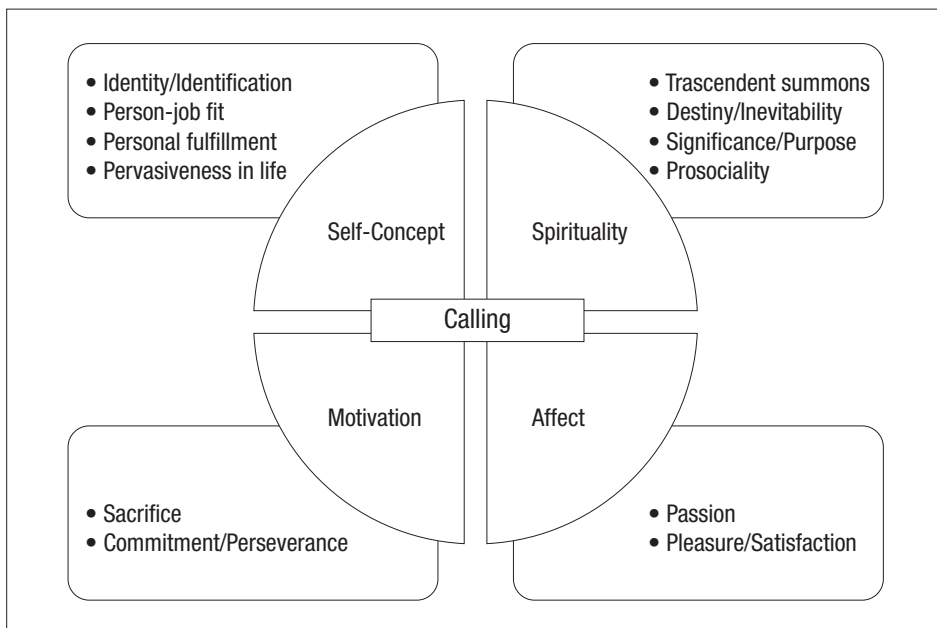 • Identity/Identification
• Person-job fit
• Personal fulfillment
• Pervasiveness in life
• Trascendent summons
• Destiny/Inevitability
• Significance/Purpose
• Prosociality
Self-Concept
Spirituality
Calling
Motivation
Affect
• Sacrifice
• Commitment/Perseverance
• Passion
• Pleasure/Satisfaction